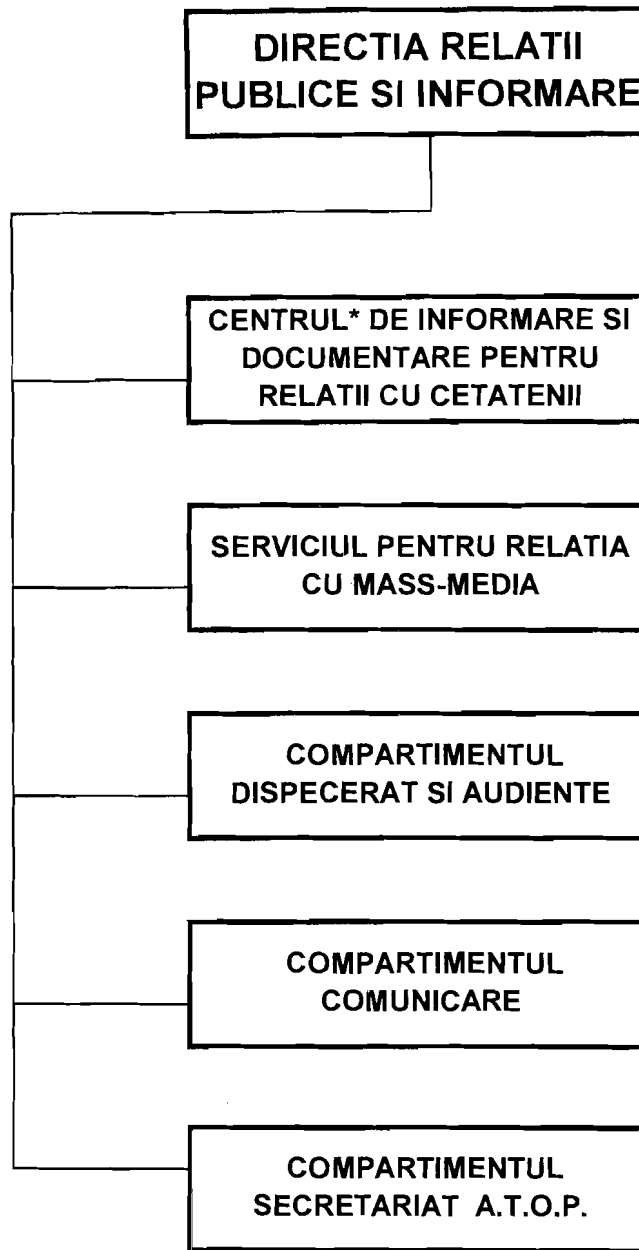 DIRECTIA RELATII
PUBLICE SI INFORMARE
CENTRUL* DE INFORMARE SI
DOCUMENTARE PENTRU
RELATII CU CETATENII
SERVICIUL PENTRU RELATIA
CU MASS-MEDIA
COMPARTIMENTUL
DISPECERAT SI AUDIENTE
COMPARTIMENTUL
COMUNICARE
COMPARTIMENTUL
SECRETARIAT A.T.O.P.